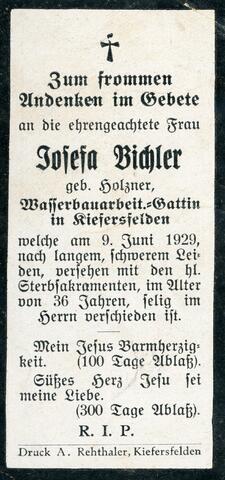 Zum frommen
Andenken im Gebete
an die ehrengeachtete Frau
Josefa Bichler
geb. Holzner,
Wasserbauarbeit.-Gattin
in Kiefersfelden
welche am 9. Juni 1929,
nach langem, schwerem Lei-
den, versehen mit den hl.
Sterbsakramenten, im Alter
von 36 Jahren, selig im
Herrn verschieden ist.
Mein Jesus Barmherzig-
keit. (100 Tage Ablaß).
Süßes Herz Jesu sei
meine Liebe.
(300 Tage Ablaß).
R. I. P.
Druck A. Rehthaler, Kiefersfelden